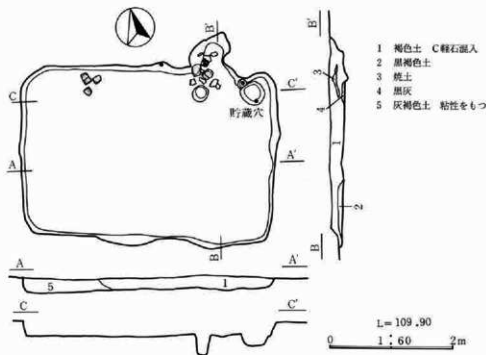 B'
B'
1 褐色土 C軽石混入
2 黒褐色土
3 焼土
4 黒灰
5 灰褐色土 粘性をもつ
C
C'
貯蔵穴
3
4
1
A
A'
2
B
B
A
A'
5
1
C
C'
L=109.90
0 1:60 2m